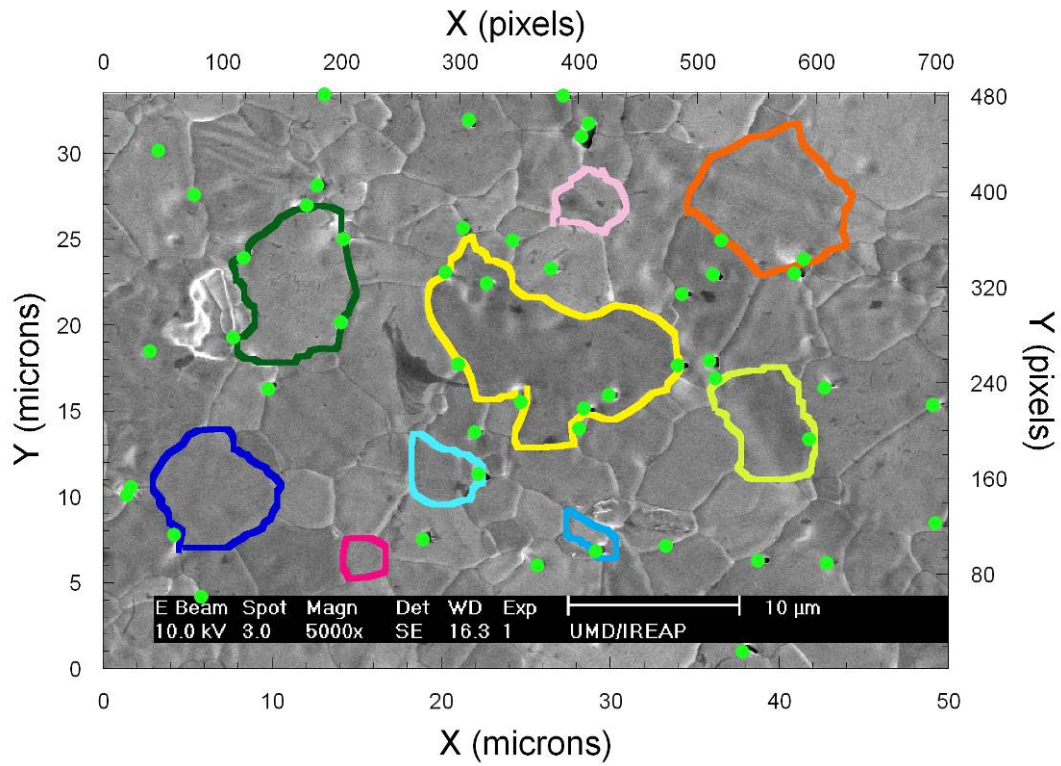 X (pixels)
0 100 200 300 400 500 600 700
Y (microns)
30
25
20
15
10
5
0
480
400
320
240
160
80
Y (pixels)
E Beam Spot Magn Det WD Exp 10 µm
10.0 kV 3.0 5000x SE 16.3 1 UMD/IREAP
0 10 20 30 40 50
X (microns)